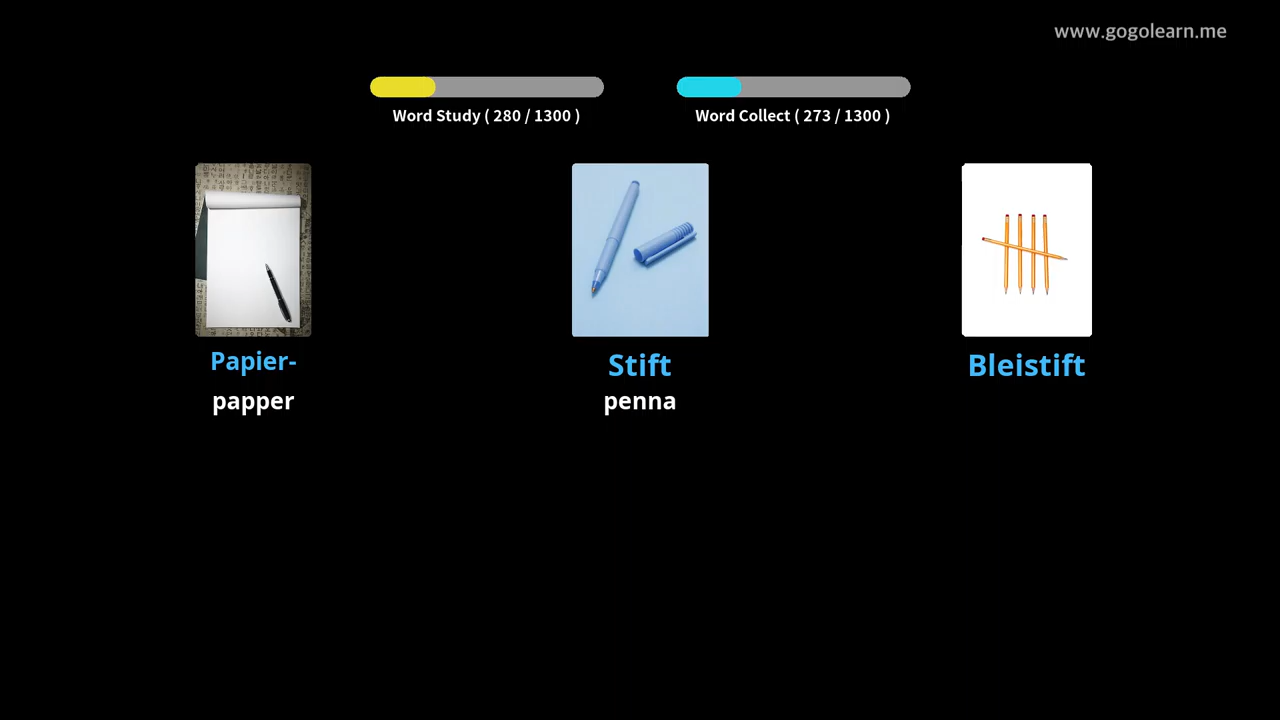 www.gogolearn.me
Word Study ( 280 / 1300 )
Word Collect ( 273 / 1300 )
Papier-
papper
Stift
penna
Bleistift